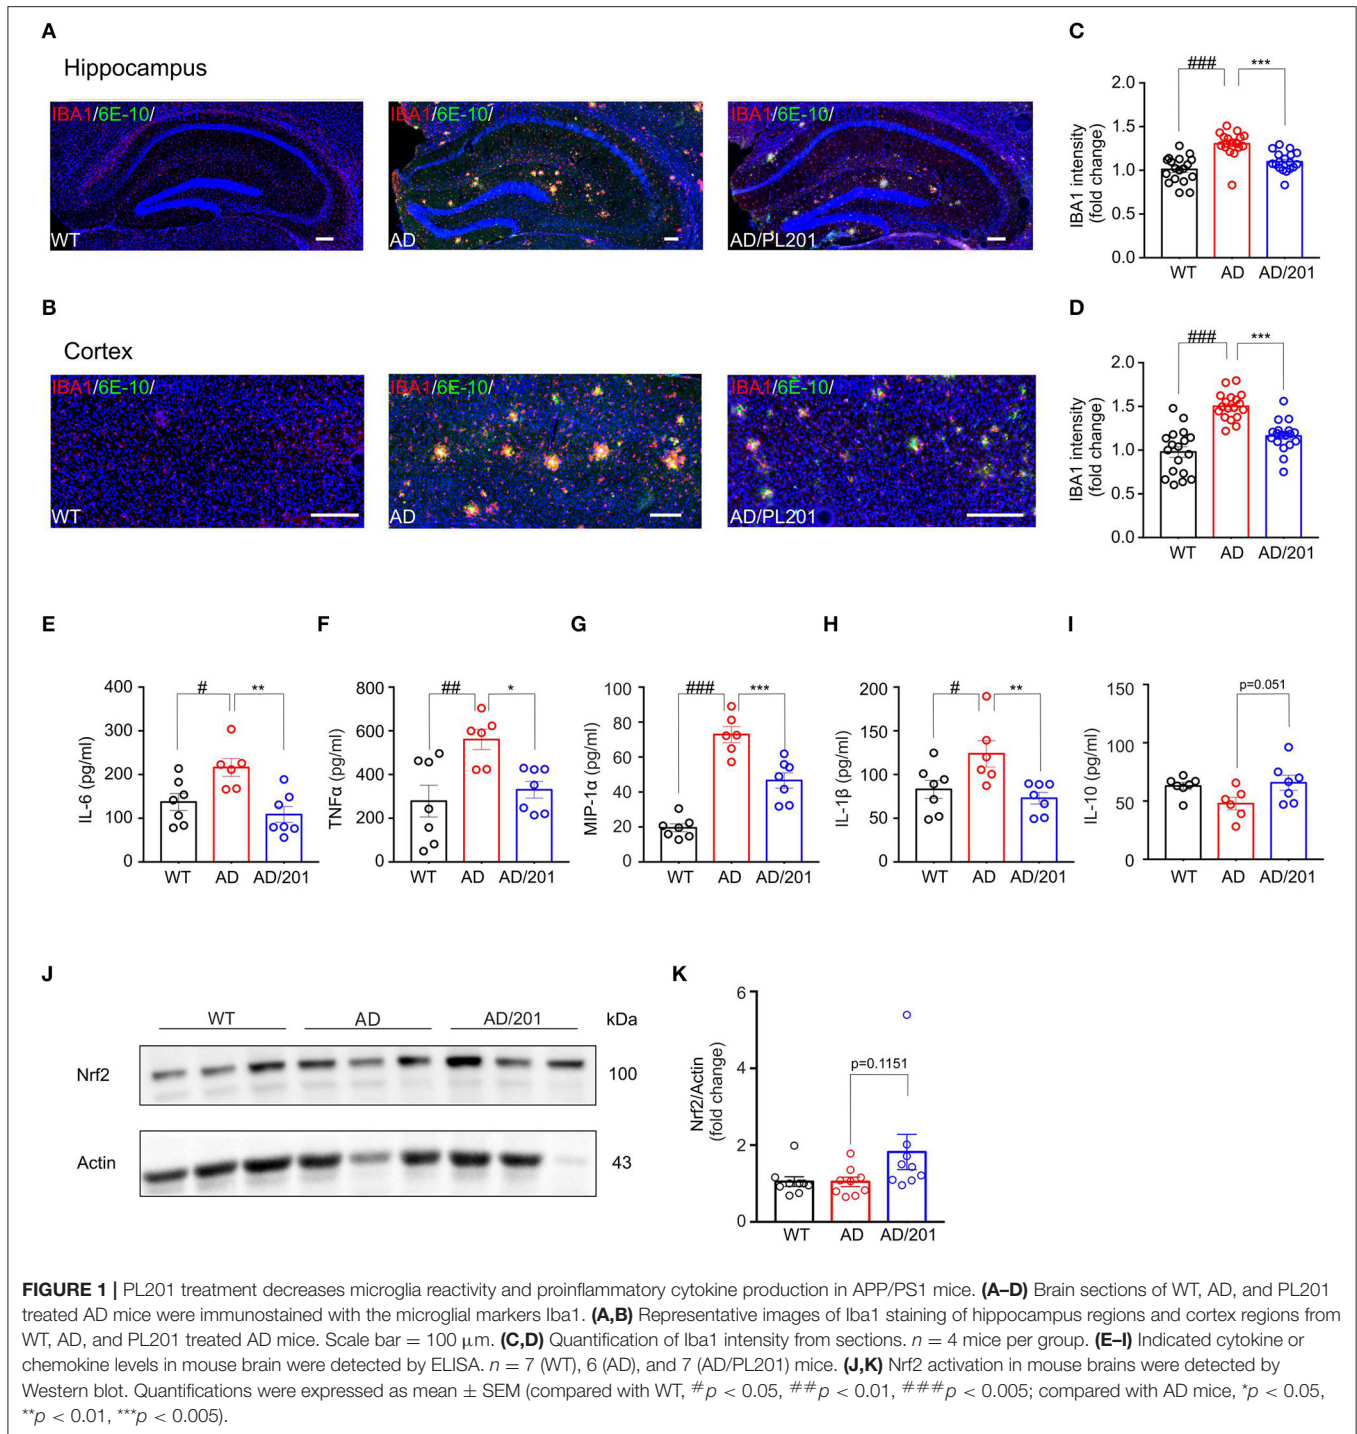 A
Hippocampus
IBA1/6E-10/DAPI
WT
IBA1/6E-10/DAPI
AD
IBA1/6E-10/DAPI
AD/PL201
C
###
***
2.0
1.5
1.0
0.5
0.0
IBA1 intensity
(fold change)
WT AD AD/201
B
Cortex
IBA1/6E-10/
WT
IBA1/6E-10/
AD
IBA1/6E-10/
AD/PL201
D
###
***
2.0
1.5
1.0
0.5
0.0
IBA1 intensity
(fold change)
WT AD AD/201
E
#
**
400
300
200
100
0
IL-6 (pg/ml)
WT AD AD/201
F
##
*
800
600
400
200
0
TNFα (pg/ml)
WT AD AD/201
G
###
***
100
80
60
40
20
0
MIP-1α (pg/ml)
WT AD AD/201
H
#
**
200
150
100
50
0
IL-1β (pg/ml)
WT AD AD/201
I
p=0.051
150
100
50
0
IL-10 (pg/ml)
WT AD AD/201
J
WT AD AD/201 kDa
Nrf2 100
Actin 43
K
p=0.1151
6
4
2
0
Nrf2/Actin
(fold change)
WT AD AD/201
FIGURE 1 | PL201 treatment decreases microglia reactivity and proinflammatory cytokine production in APP/PS1 mice. (A–D) Brain sections of WT, AD, and PL201
treated AD mice were immunostained with the microglial markers Iba1. (A,B) Representative images of Iba1 staining of hippocampus regions and cortex regions from
WT, AD, and PL201 treated AD mice. Scale bar = 100 μm. (C,D) Quantification of Iba1 intensity from sections. n = 4 mice per group. (E–I) Indicated cytokine or
chemokine levels in mouse brain were detected by ELISA. n = 7 (WT), 6 (AD), and 7 (AD/PL201) mice. (J,K) Nrf2 activation in mouse brains were detected by
Western blot. Quantifications were expressed as mean ± SEM (compared with WT, #p < 0.05, ##p < 0.01, ###p < 0.005; compared with AD mice, *p < 0.05,
**p < 0.01, ***p < 0.005).